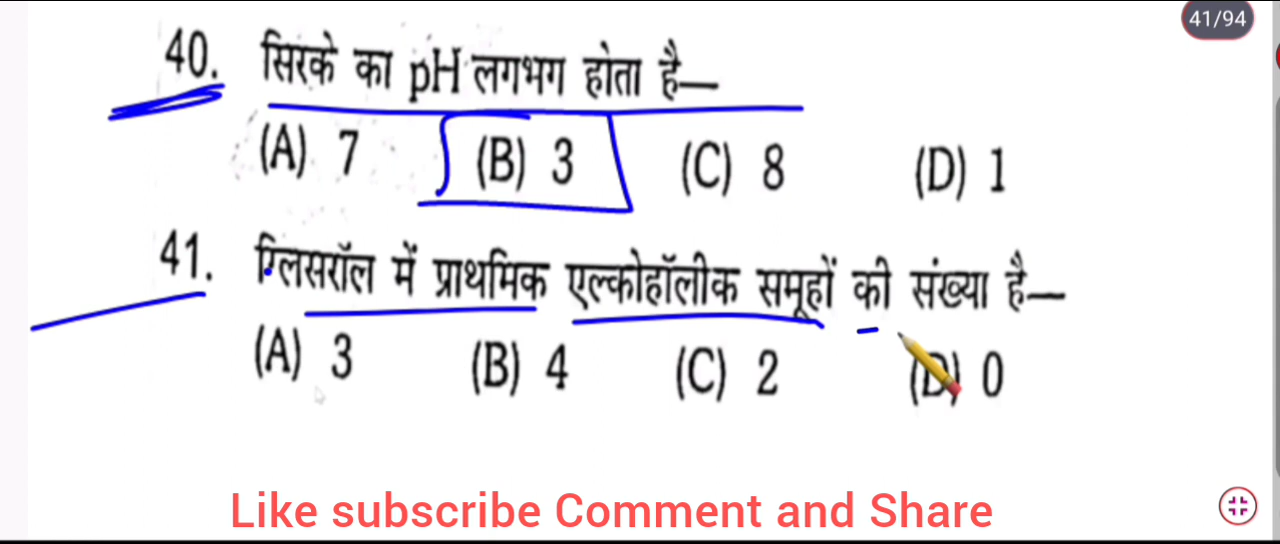 41/94
40. सिरके का pH लगभग होता है—
(A) 7 (B) 3 (C) 8 (D) 1
41. ग्लिसरॉल में प्राथमिक एल्कोहॉलीक समूहों की संख्या है—
(A) 3 (B) 4 (C) 2 (D) 0
Like subscribe Comment and Share